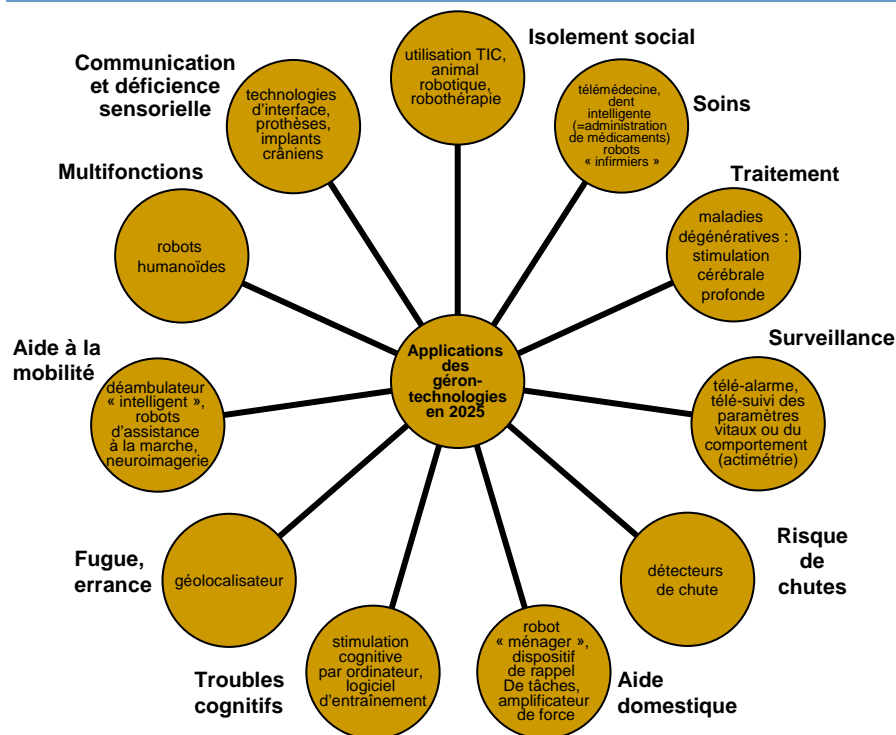 Isolement social
utilisation TIC,
animal
robotique,
robothérapie
Soins
télémédecine,
dent
intelligente
(=administration
de médicaments)
robots
« infirmiers »
Traitement
maladies
dégénératives :
stimulation
cérébrale
profonde
Surveillance
télé-alarme,
télé-suivi des
paramètres
vitaux ou du
comportement
(actimétrie)
Risque
de
chutes
détecteurs
de chute
Aide
domestique
robot
« ménager »,
dispositif
de rappel
De tâches,
amplificateur
de force
Troubles
cognitifs
stimulation
cognitive
par ordinateur,
logiciel
d'entraînement
Fugue,
errance
géolocalisateur
Aide à la
mobilité
déambulateur
« intelligent »,
robots
d'assistance
à la marche,
neuroimagerie
Multifonctions
robots
humanoïdes
Communication
et déficience
sensorielle
technologies
d'interface,
prothèses,
implants
crâniens
Applications
des
géron-
technologies
en 2025